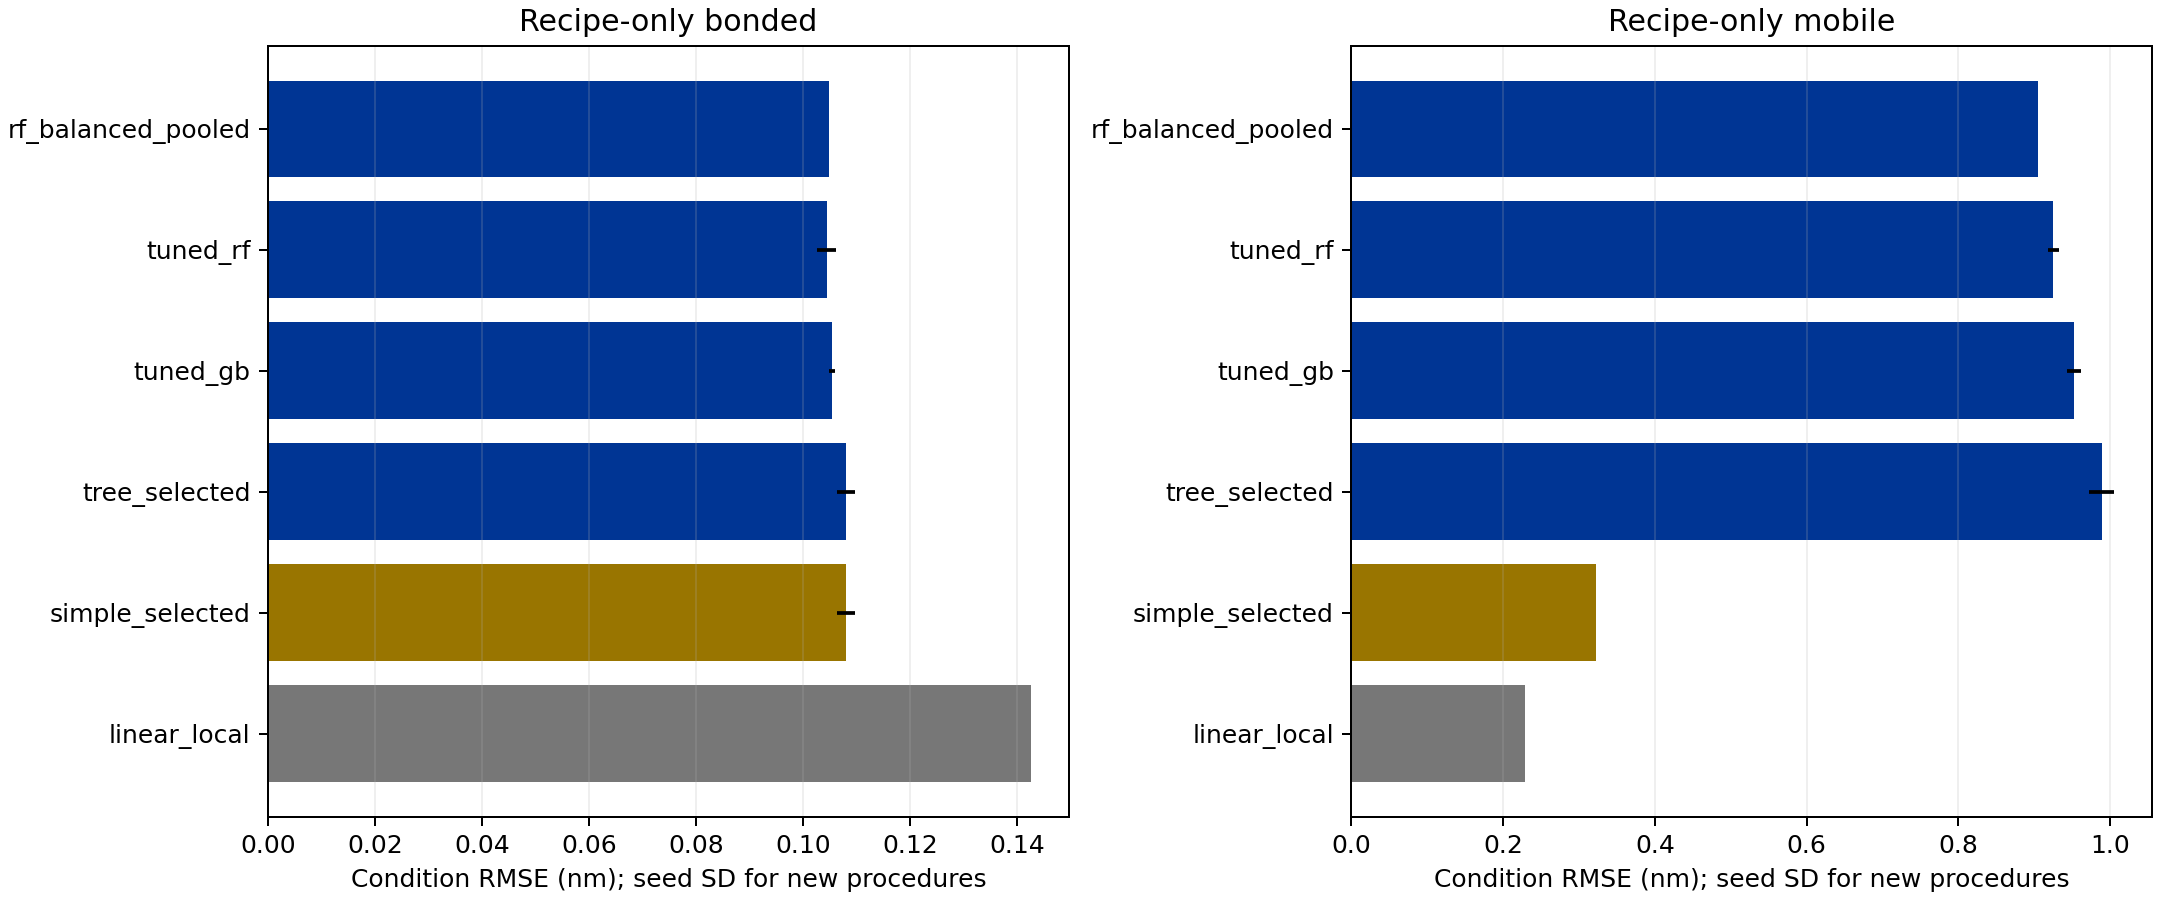 Recipe-only bonded
rf_balanced_pooled
tuned_rf
tuned_gb
tree_selected
simple_selected
linear_local
0.00 0.02 0.04 0.06 0.08 0.10 0.12 0.14
Condition RMSE (nm); seed SD for new procedures
Recipe-only mobile
rf_balanced_pooled
tuned_rf
tuned_gb
tree_selected
simple_selected
linear_local
0.0 0.2 0.4 0.6 0.8 1.0
Condition RMSE (nm); seed SD for new procedures